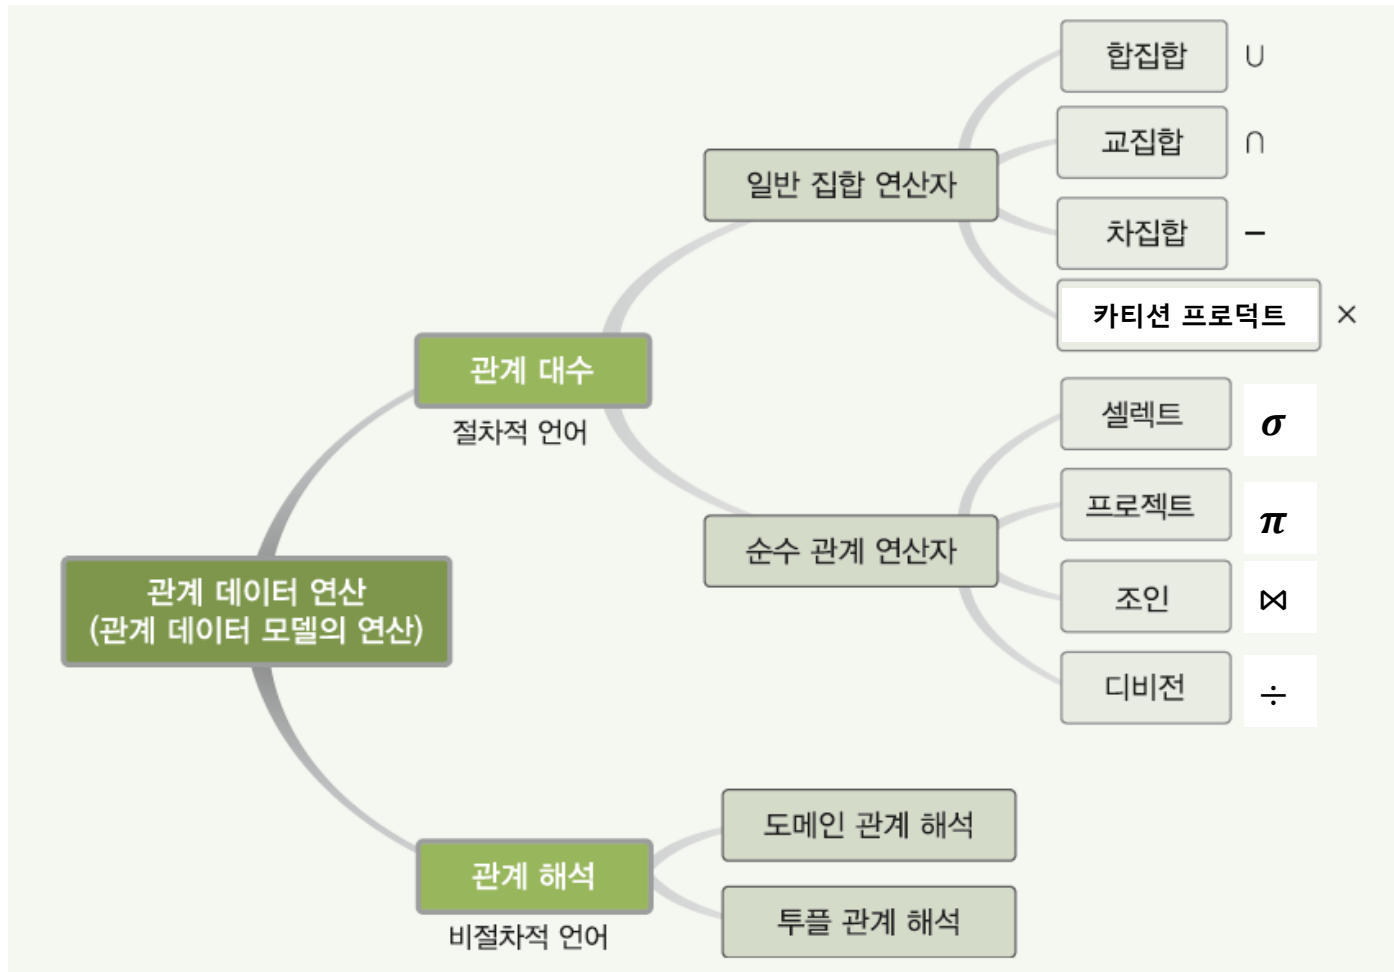 합집합 ∪
교집합 ∩
일반 집합 연산자
차집합 −
카티션 프로덕트 ×
관계 대수
절차적 언어
셀렉트 σ
프로젝트 π
순수 관계 연산자
조인 ⋈
디비전 ÷
관계 데이터 연산
(관계 데이터 모델의 연산)
도메인 관계 해석
관계 해석
비절차적 언어
투플 관계 해석